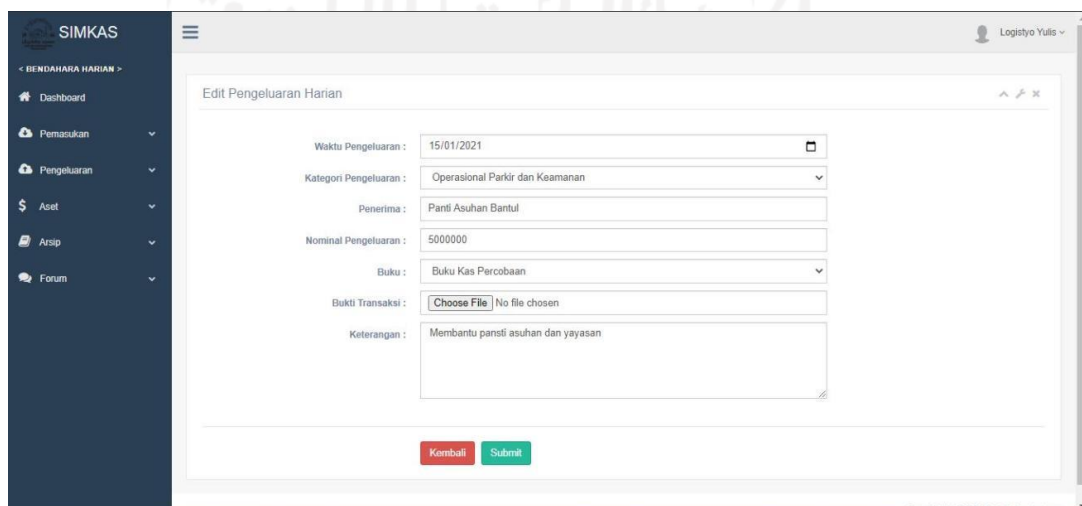 SIMKAS
Logistyo Yulis
< BENDAHARA HARIAN >
Dashboard
Pemasukan
Pengeluaran
Aset
Arsip
Forum
Edit Pengeluaran Harian
Waktu Pengeluaran : 15/01/2021
Kategori Pengeluaran : Operasional Parkir dan Keamanan
Penerima : Panti Asuhan Bantul
Nominal Pengeluaran : 5000000
Buku : Buku Kas Percobaan
Bukti Transaksi : Choose File No file chosen
Keterangan : Membantu pansti asuhan dan yayasan
Kembali Submit